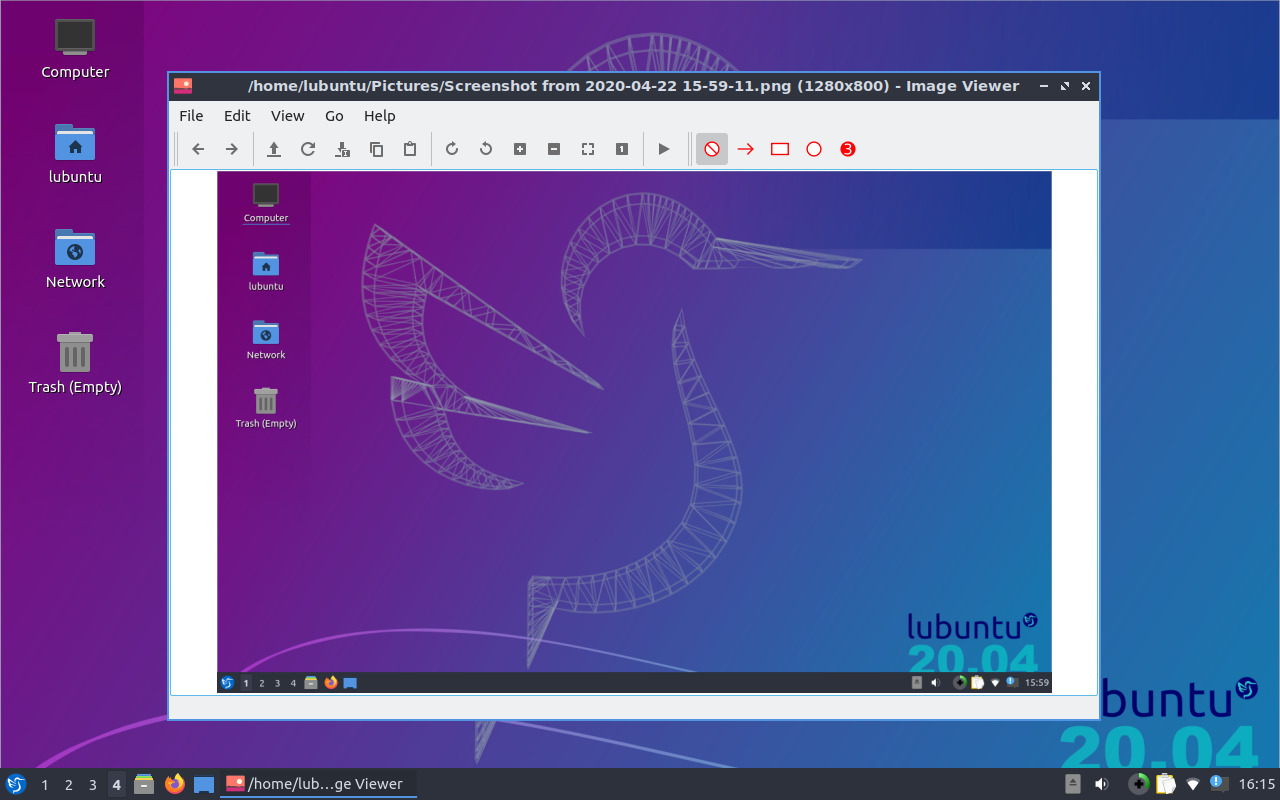 Computer
lubuntu
Network
Trash (Empty)
/home/lubuntu/Pictures/Screenshot from 2020-04-22 15-59-11.png (1280x800) - Image Viewer
File Edit View Go Help
1
3
Computer
lubuntu
Network
Trash (Empty)
lubuntu
20.04
1 2 3 4
15:59
buntu
20.04
1 2 3 4
/home/lub…ge Viewer
16:15